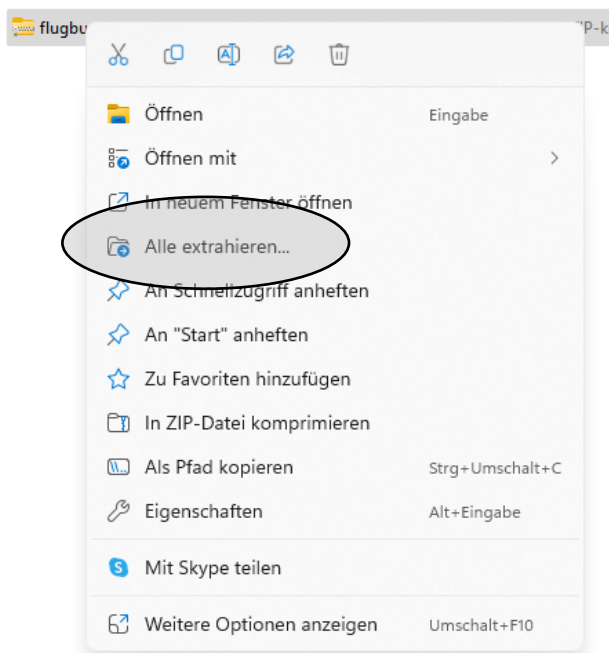 flugbu
ZIP-k
Öffnen Eingabe
Öffnen mit
In neuem Fenster öffnen
Alle extrahieren...
An Schnellzugriff anheften
An "Start" anheften
Zu Favoriten hinzufügen
In ZIP-Datei komprimieren
Als Pfad kopieren Strg+Umschalt+C
Eigenschaften Alt+Eingabe
Mit Skype teilen
Weitere Optionen anzeigen Umschalt+F10